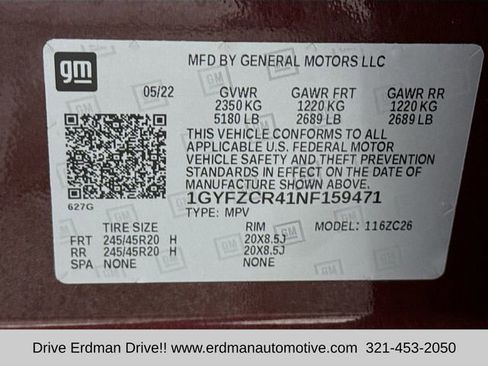 gm
MFD BY GENERAL MOTORS LLC
05/22 GVWR GAWR FRT GAWR RR
2350 KG 1220 KG 1220 KG
5180 LB 2689 LB 2689 LB
THIS VEHICLE CONFORMS TO ALL
APPLICABLE U.S. FEDERAL MOTOR
VEHICLE SAFETY AND THEFT PREVENTION
STANDARDS IN EFFECT ON THE DATE OF
MANUFACTURE SHOWN ABOVE.
1GYFZCR41NF159471
627G TYPE: MPV
TIRE SIZE RIM MODEL: 116ZC26
FRT 245/45R20 H 20X8.5J
RR 245/45R20 H 20X8.5J
SPA NONE NONE
Drive Erdman Drive!! www.erdmanautomotive.com 321-453-2050